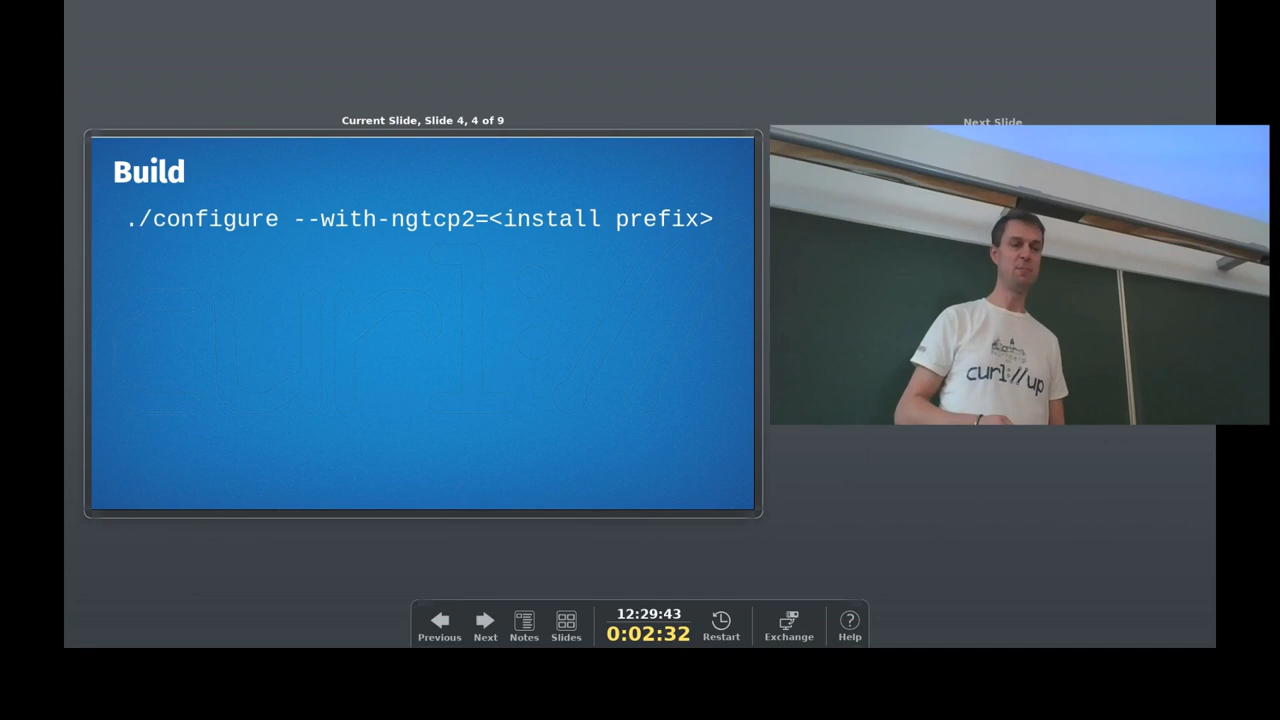 Current Slide, Slide 4, 4 of 9
Next Slide
Build
./configure --with-ngtcp2=<install prefix>
curl://up
Previous
Next
Notes
Slides
12:29:43
0:02:32
Restart
Exchange
Help